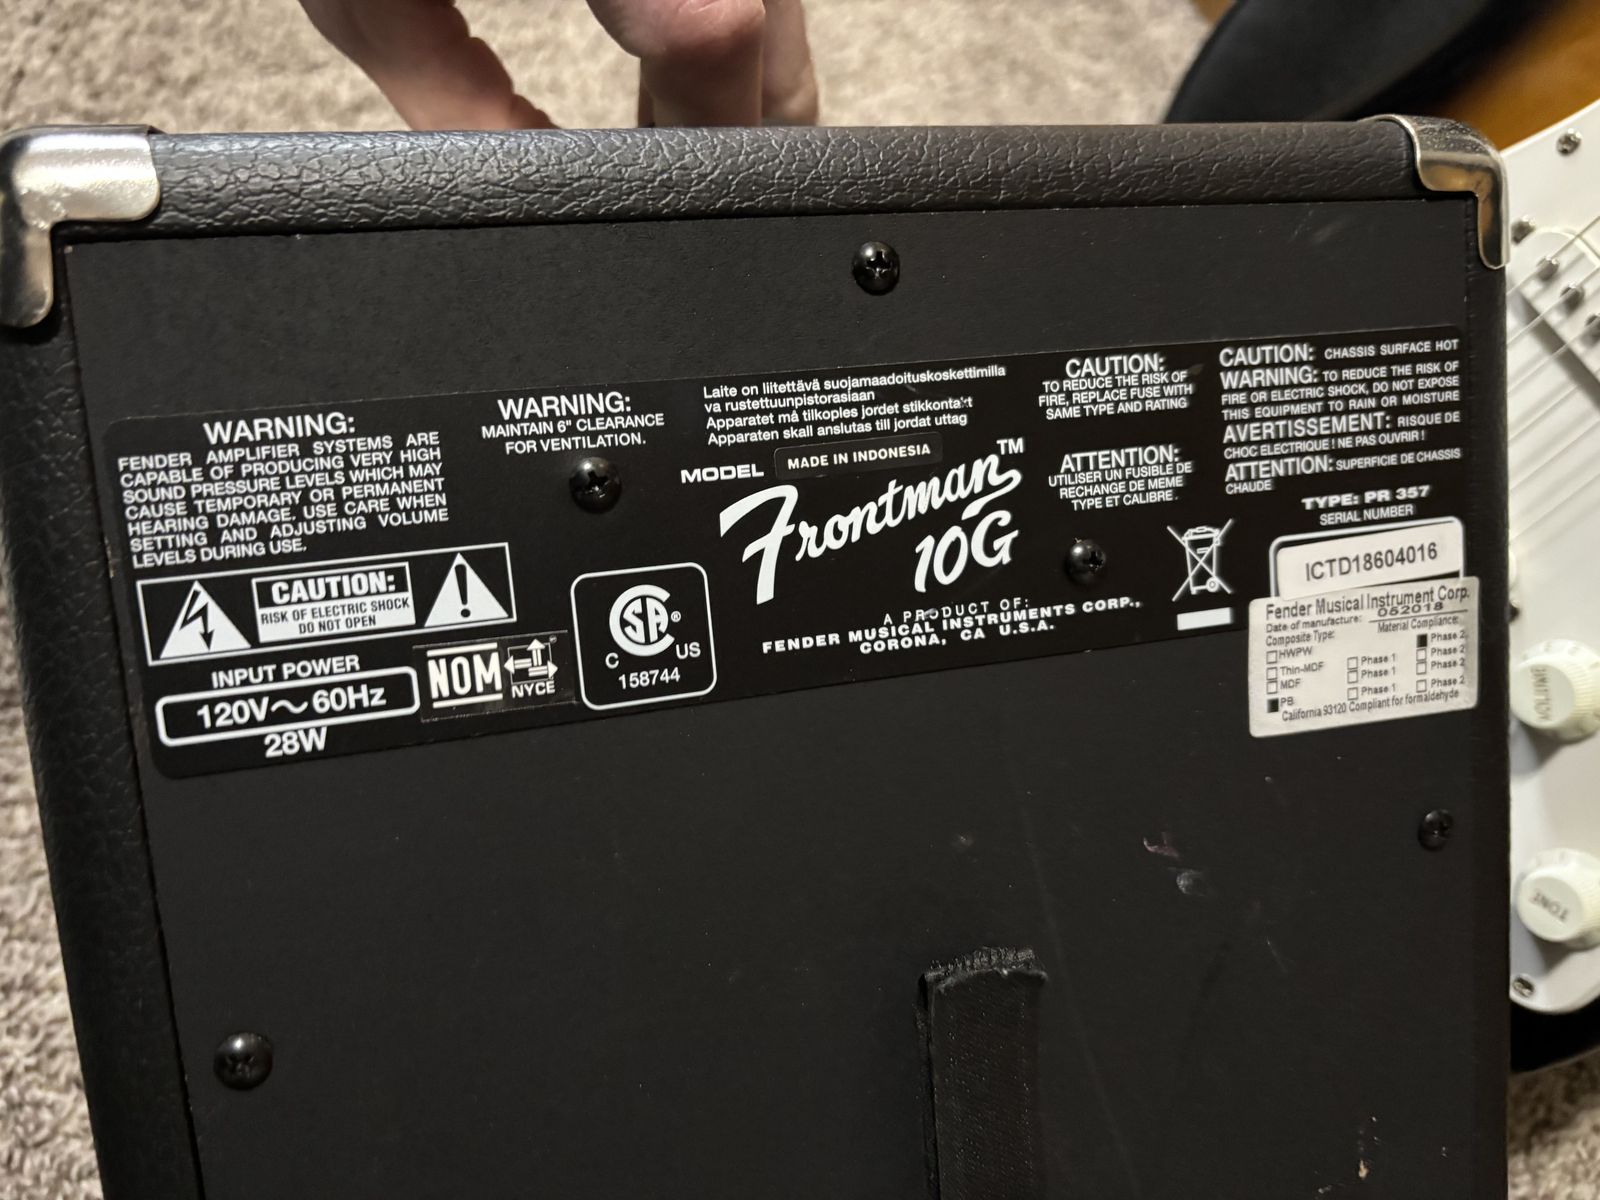 WARNING:
FENDER AMPLIFIER SYSTEMS ARE
CAPABLE OF PRODUCING VERY HIGH
SOUND PRESSURE LEVELS WHICH MAY
CAUSE TEMPORARY OR PERMANENT
HEARING DAMAGE. USE CARE WHEN
SETTING AND ADJUSTING VOLUME
LEVELS DURING USE.
CAUTION:
RISK OF ELECTRIC SHOCK
DO NOT OPEN
INPUT POWER
120V~60Hz
28W
WARNING:
MAINTAIN 6" CLEARANCE
FOR VENTILATION.
NOM
NYCE
CSA®
C US
158744
Laite on liitettävä suojamaadoituskoskettimilla
va rustettuunpistorasiaan
Apparatet må tilkoples jordet stikkontakt
Apparaten skall anslutas till jordat uttag
MODEL
MADE IN INDONESIA
Frontman™
10G
A PRODUCT OF:
FENDER MUSICAL INSTRUMENTS CORP.,
CORONA, CA U.S.A.
CAUTION:
TO REDUCE THE RISK OF
FIRE, REPLACE FUSE WITH
SAME TYPE AND RATING
ATTENTION:
UTILISER UN FUSIBLE DE
RECHANGE DE MEME
TYPE ET CALIBRE.
CAUTION: CHASSIS SURFACE HOT
WARNING: TO REDUCE THE RISK OF
FIRE OR ELECTRIC SHOCK, DO NOT EXPOSE
THIS EQUIPMENT TO RAIN OR MOISTURE
AVERTISSEMENT: RISQUE DE
CHOC ELECTRIQUE ! NE PAS OUVRIR !
ATTENTION: SUPERFICIE DE CHASSIS
CHAUDE
TYPE: PR 357
SERIAL NUMBER
ICTD18604016
Fender Musical Instrument Corp.
Date of manufacture: 052018
Composite Type: Material Compliance:
HWPW Phase 2
Thin-MDF Phase 1 Phase 2
MDF Phase 1 Phase 2
PB Phase 1 Phase 2
California 93120 Compliant for formaldehyde
VOLUME
TONE